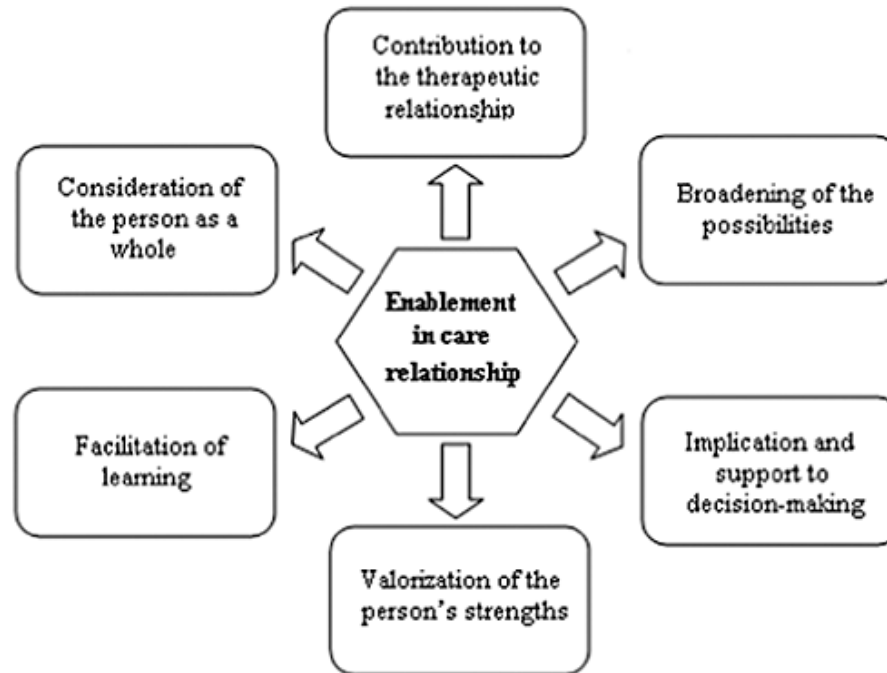 Contribution to
the therapeutic
relationship
Consideration of
the person as a
whole
Broadening of the
possibilities
Enablement
in care
relationship
Facilitation of
learning
Implication and
support to
decision-making
Valorization of the
person's strengths